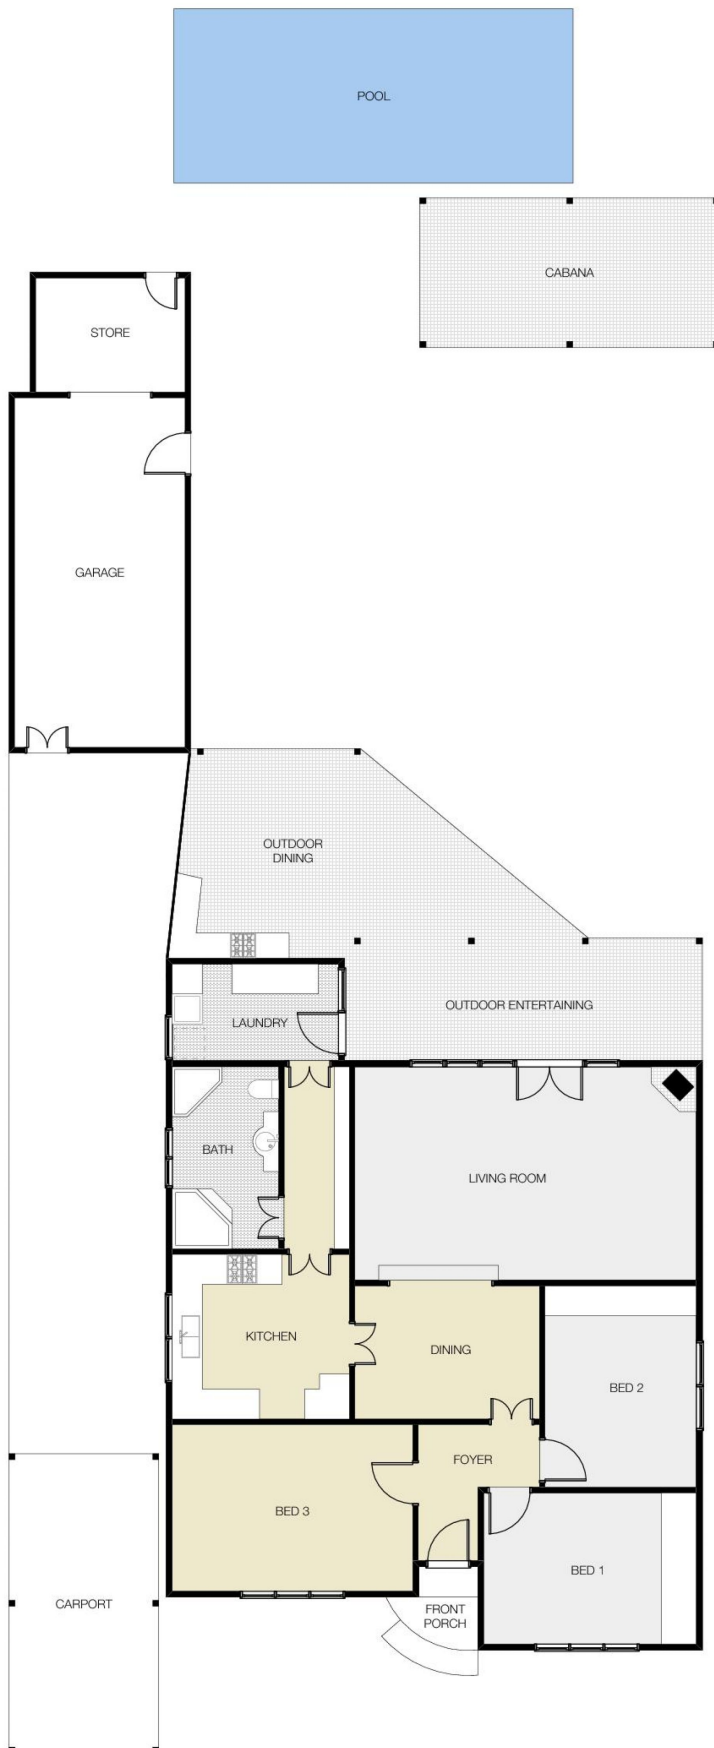 POOL
CABANA
STORE
GARAGE
OUTDOOR
DINING
OUTDOOR ENTERTAINING
LAUNDRY
BATH
LIVING ROOM
KITCHEN
DINING
BED 2
FOYER
BED 3
BED 1
CARPORT
FRONT
PORCH